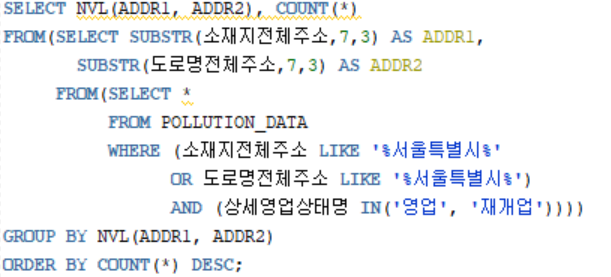 SELECT NVL(ADDR1, ADDR2), COUNT(*)
FROM(SELECT SUBSTR(소재지전체주소,7,3) AS ADDR1,
SUBSTR(도로명전체주소,7,3) AS ADDR2
FROM(SELECT *
FROM POLLUTION_DATA
WHERE (소재지전체주소 LIKE '%서울특별시%'
OR 도로명전체주소 LIKE '%서울특별시%')
AND (상세영업상태명 IN('영업', '재개업'))))
GROUP BY NVL(ADDR1, ADDR2)
ORDER BY COUNT(*) DESC;